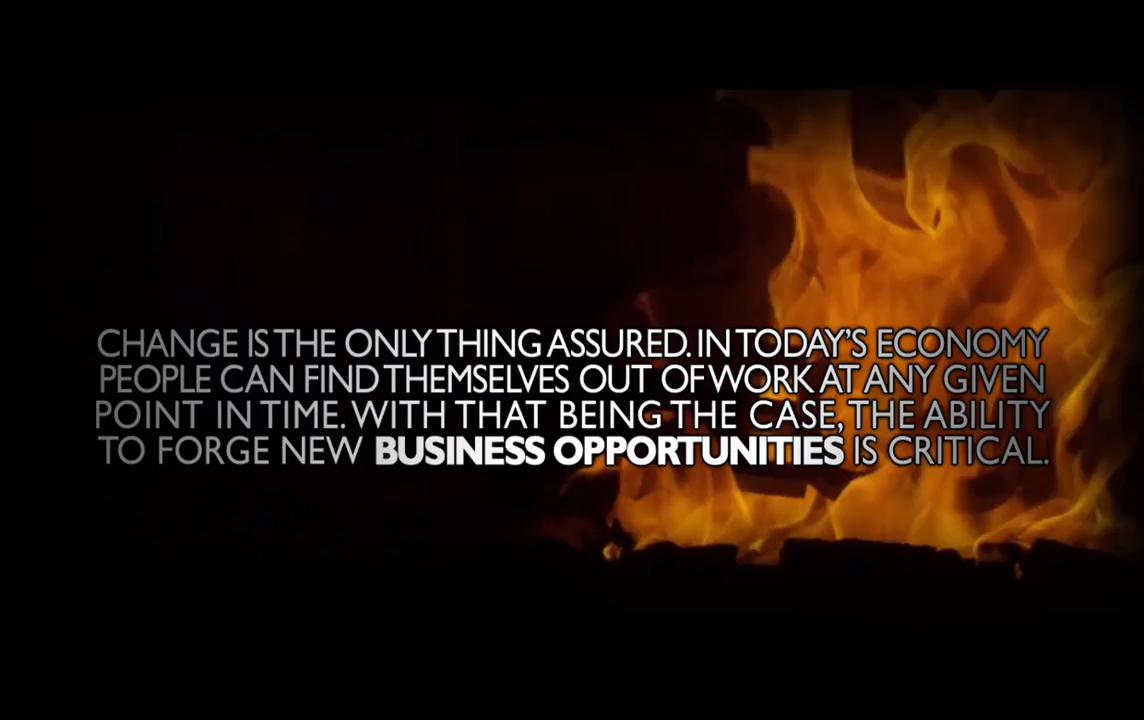 CHANGE IS THE ONLY THING ASSURED. IN TODAY'S ECONOMY
PEOPLE CAN FIND THEMSELVES OUT OF WORK AT ANY GIVEN
POINT IN TIME. WITH THAT BEING THE CASE, THE ABILITY
TO FORGE NEW BUSINESS OPPORTUNITIES IS CRITICAL.